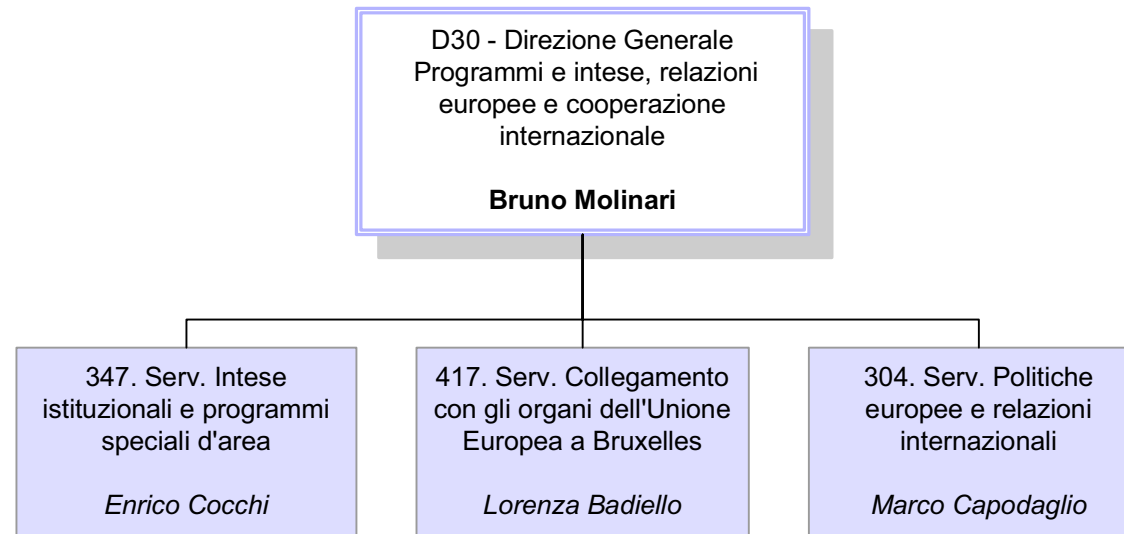 D30 - Direzione Generale
Programmi e intese, relazioni
europee e cooperazione
internazionale
Bruno Molinari
347. Serv. Intese
istituzionali e programmi
speciali d'area
Enrico Cocchi
417. Serv. Collegamento
con gli organi dell'Unione
Europea a Bruxelles
Lorenza Badiello
304. Serv. Politiche
europee e relazioni
internazionali
Marco Capodaglio